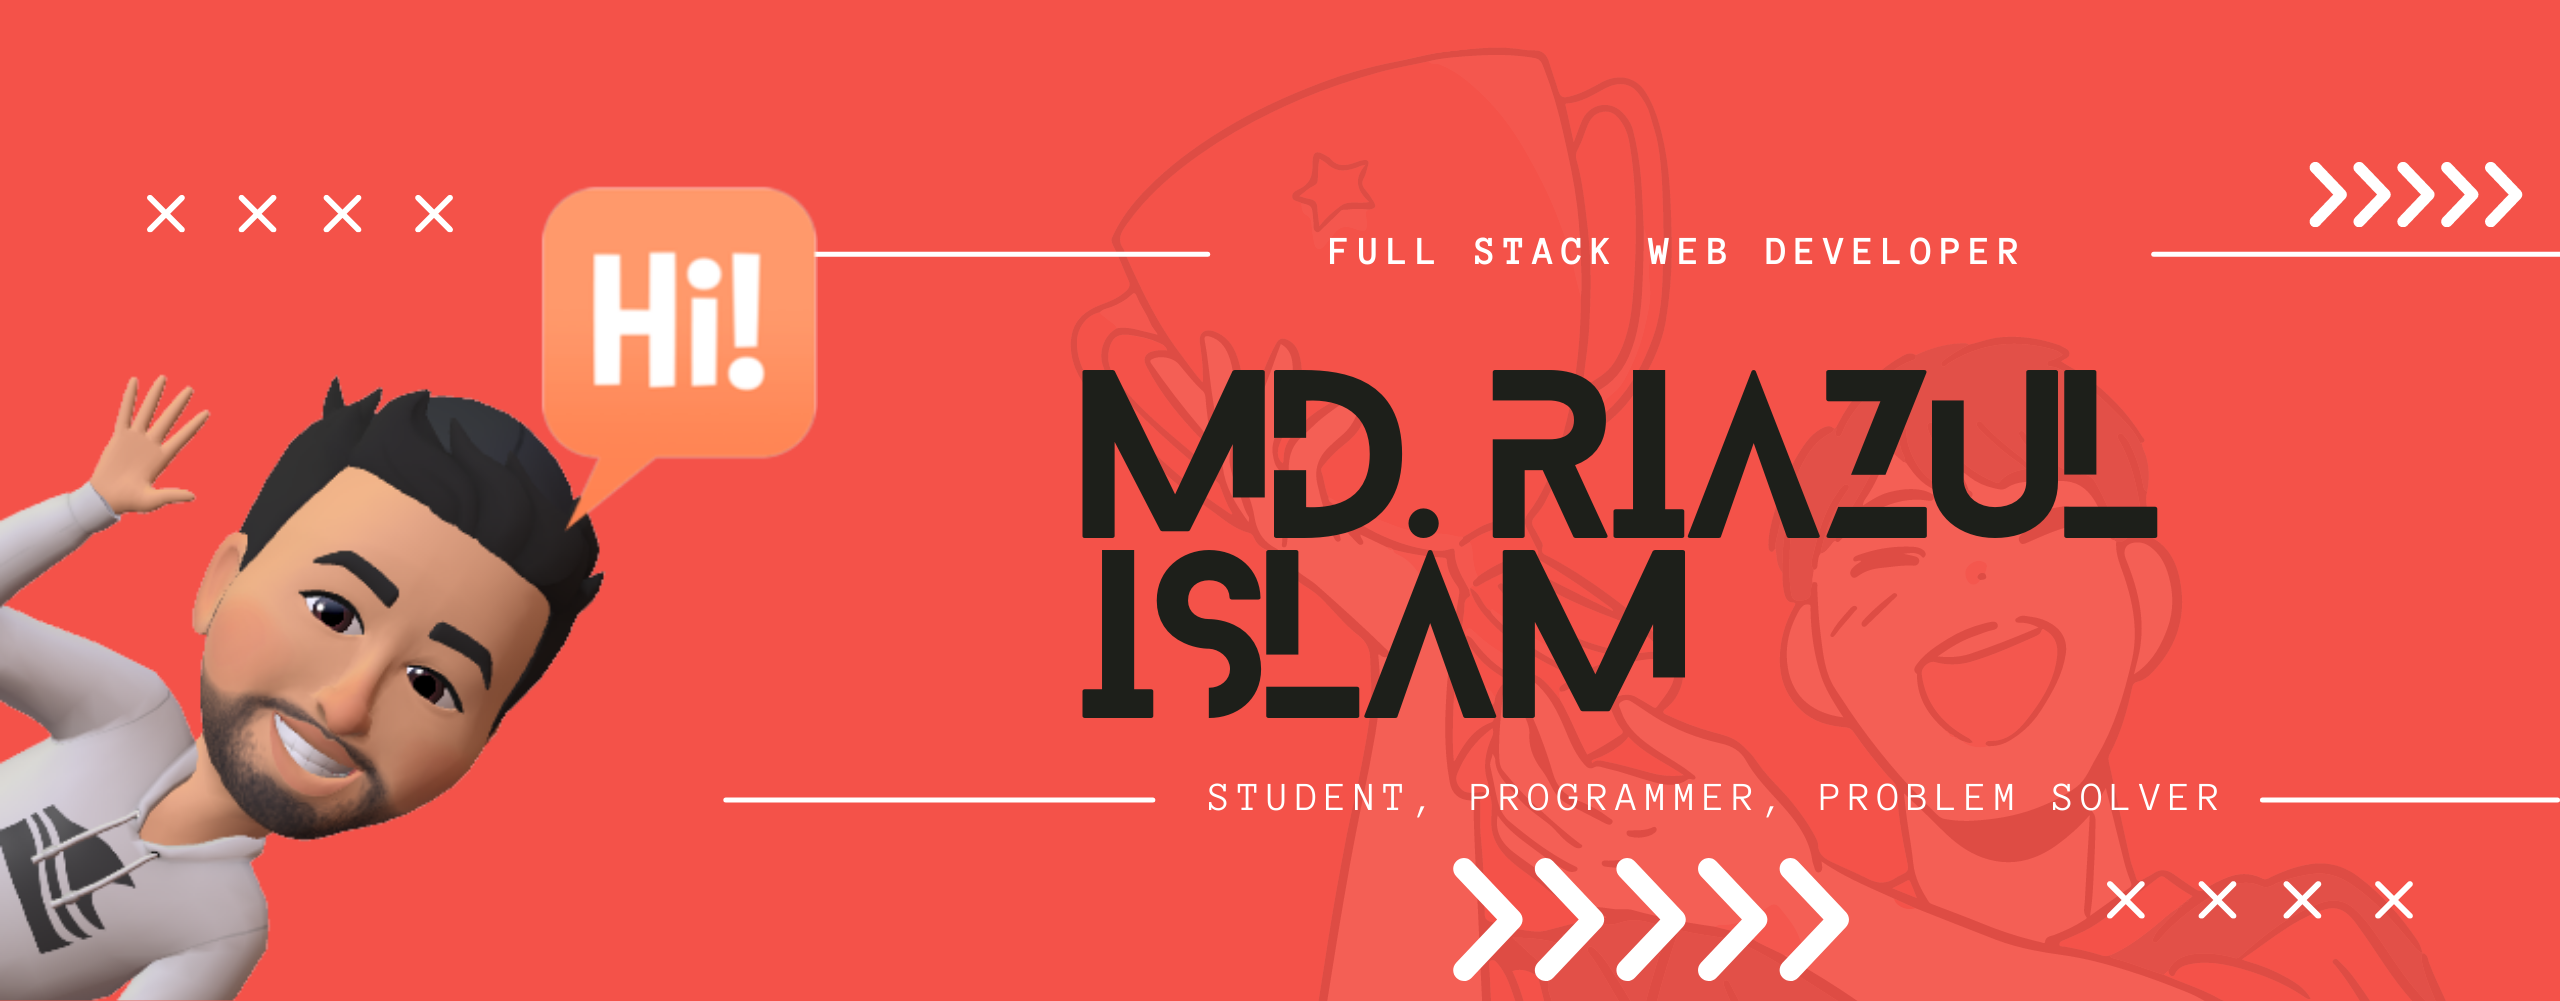 Hi!
FULL STACK WEB DEVELOPER
MD. RIAZUL
ISLAM
STUDENT, PROGRAMMER, PROBLEM SOLVER